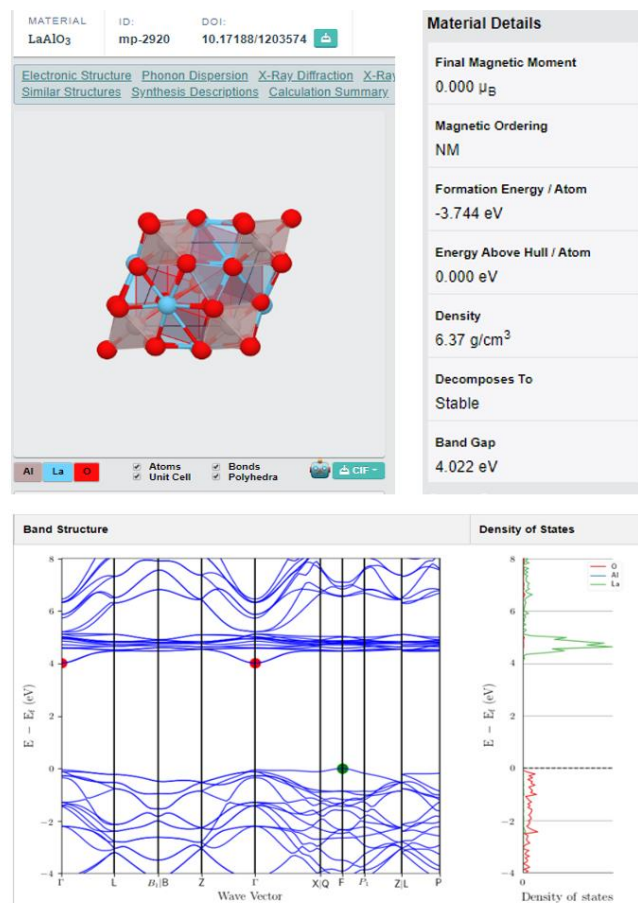 MATERIAL
LaAlO3
ID:
mp-2920
DOI:
10.17188/1203574
Electronic Structure Phonon Dispersion X-Ray Diffraction X-Ray
Similar Structures Synthesis Descriptions Calculation Summary
Al La O
Atoms
Unit Cell
Bonds
Polyhedra
CIF
Material Details
Final Magnetic Moment
0.000 μB
Magnetic Ordering
NM
Formation Energy / Atom
-3.744 eV
Energy Above Hull / Atom
0.000 eV
Density
6.37 g/cm3
Decomposes To
Stable
Band Gap
4.022 eV
Band Structure
8
6
4
2
0
−2
−4
E − Ef (eV)
Γ L B1|B Z Γ X|Q F P1 Z|L P
Wave Vector
Density of States
8
6
4
2
0
−2
−4
E − Ef (eV)
O
Al
La
0
Density of states